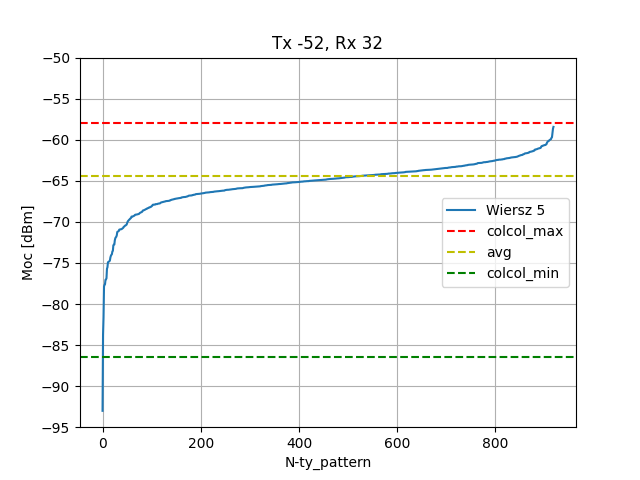 Tx -52, Rx 32
−50
−55
−60
−65
−70
−75
−80
−85
−90
−95
Moc [dBm]
Wiersz 5
colcol_max
avg
colcol_min
0 200 400 600 800
N-ty_pattern